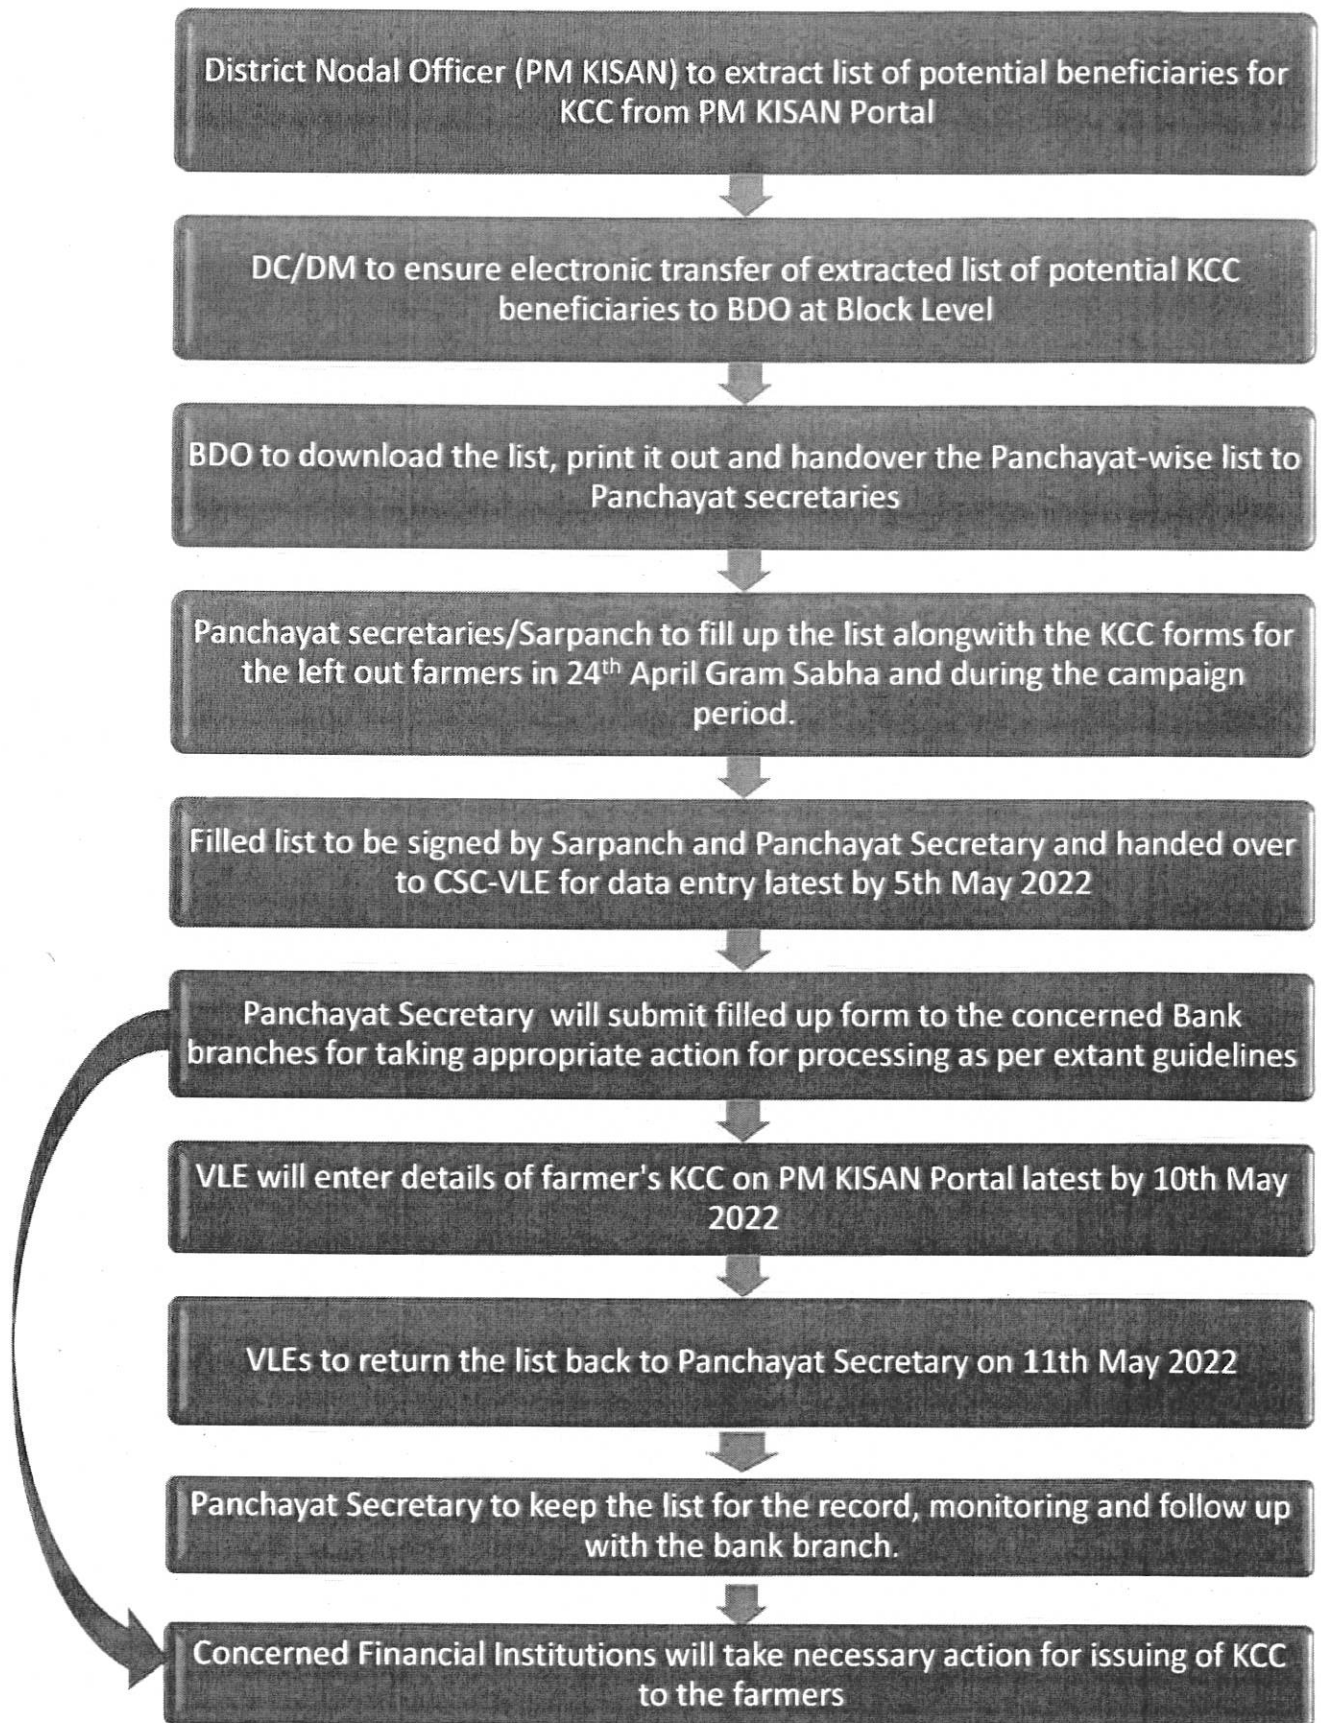 District Nodal Officer (PM KISAN) to extract list of potential beneficiaries for
KCC from PM KISAN Portal
DC/DM to ensure electronic transfer of extracted list of potential KCC
beneficiaries to BDO at Block Level
BDO to download the list, print it out and handover the Panchayat-wise list to
Panchayat secretaries
Panchayat secretaries/Sarpanch to fill up the list alongwith the KCC forms for
the left out farmers in 24th April Gram Sabha and during the campaign
period.
Filled list to be signed by Sarpanch and Panchayat Secretary and handed over
to CSC-VLE for data entry latest by 5th May 2022
Panchayat Secretary will submit filled up form to the concerned Bank
branches for taking appropriate action for processing as per extant guidelines
VLE will enter details of farmer's KCC on PM KISAN Portal latest by 10th May
2022
VLEs to return the list back to Panchayat Secretary on 11th May 2022
Panchayat Secretary to keep the list for the record, monitoring and follow up
with the bank branch.
Concerned Financial Institutions will take necessary action for issuing of KCC
to the farmers